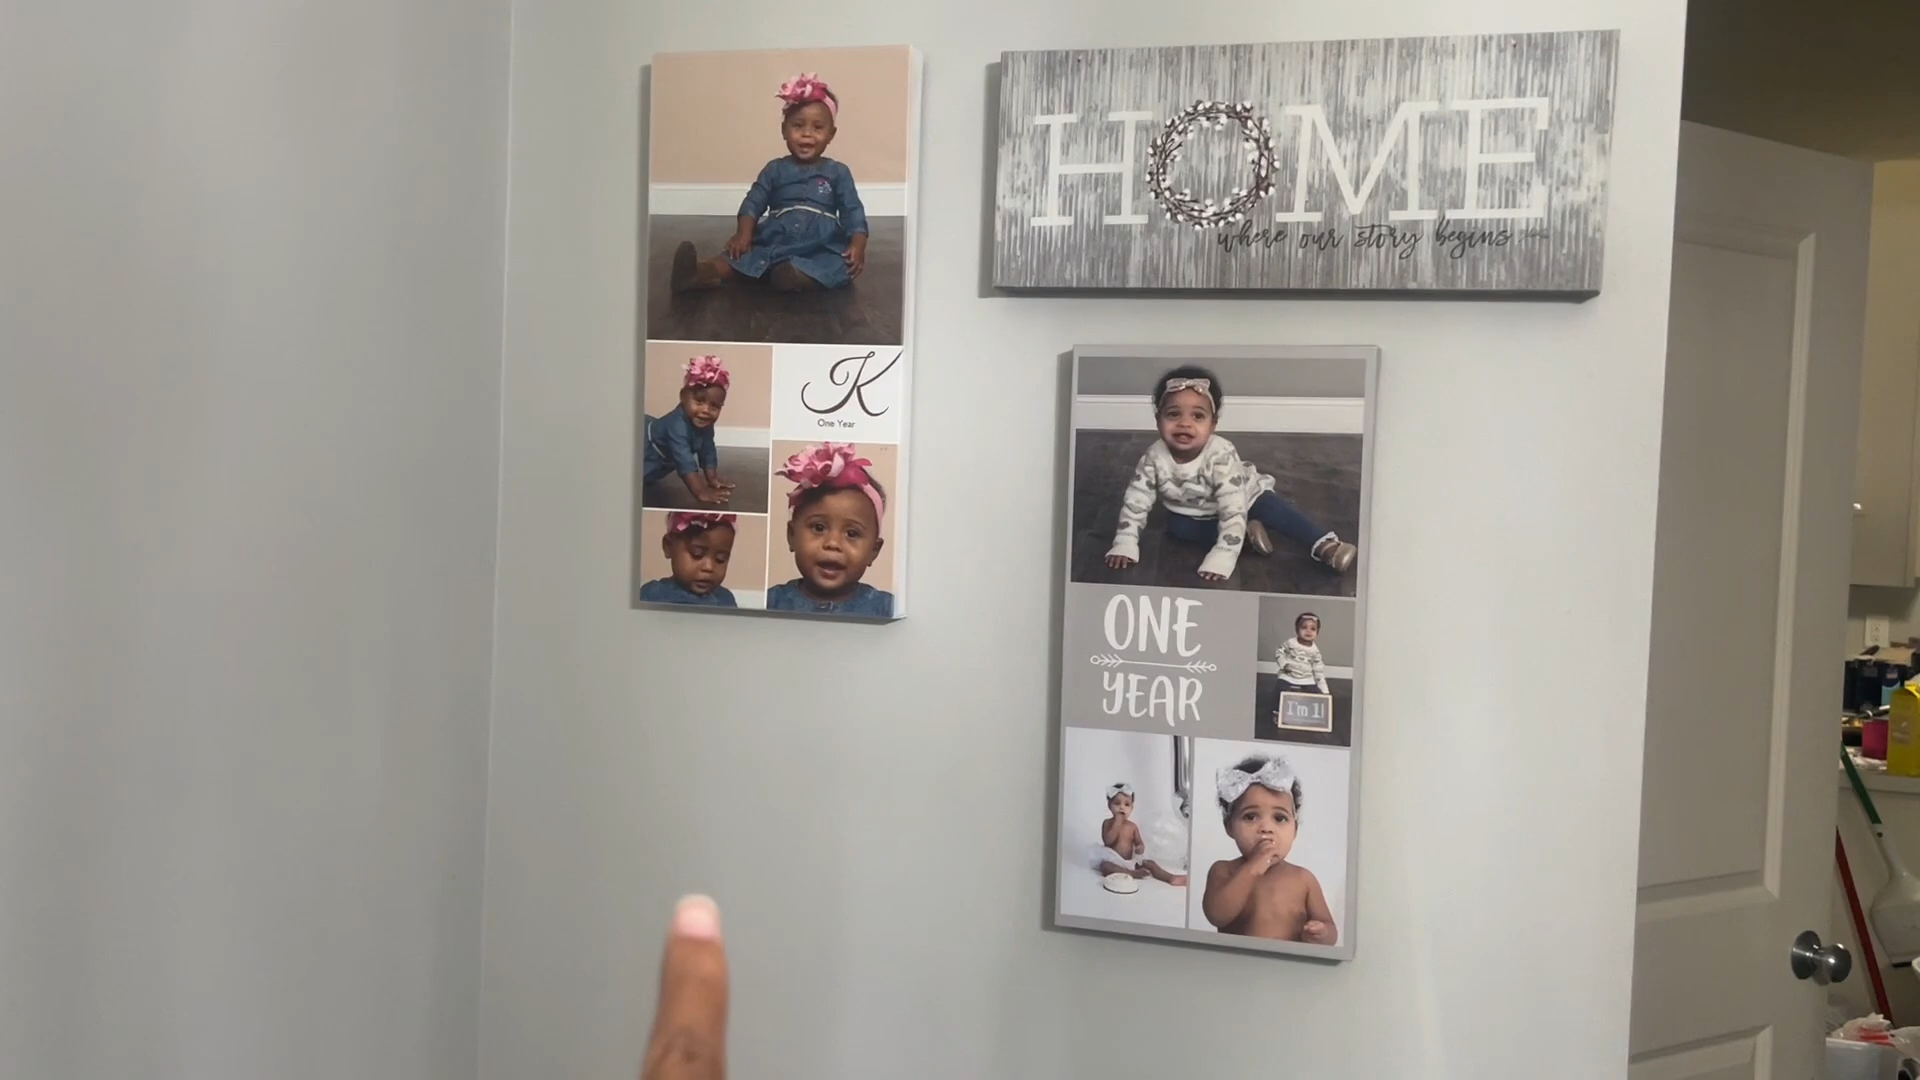 HOME
where our story begins
K
One Year
ONE
YEAR
I'm 1!